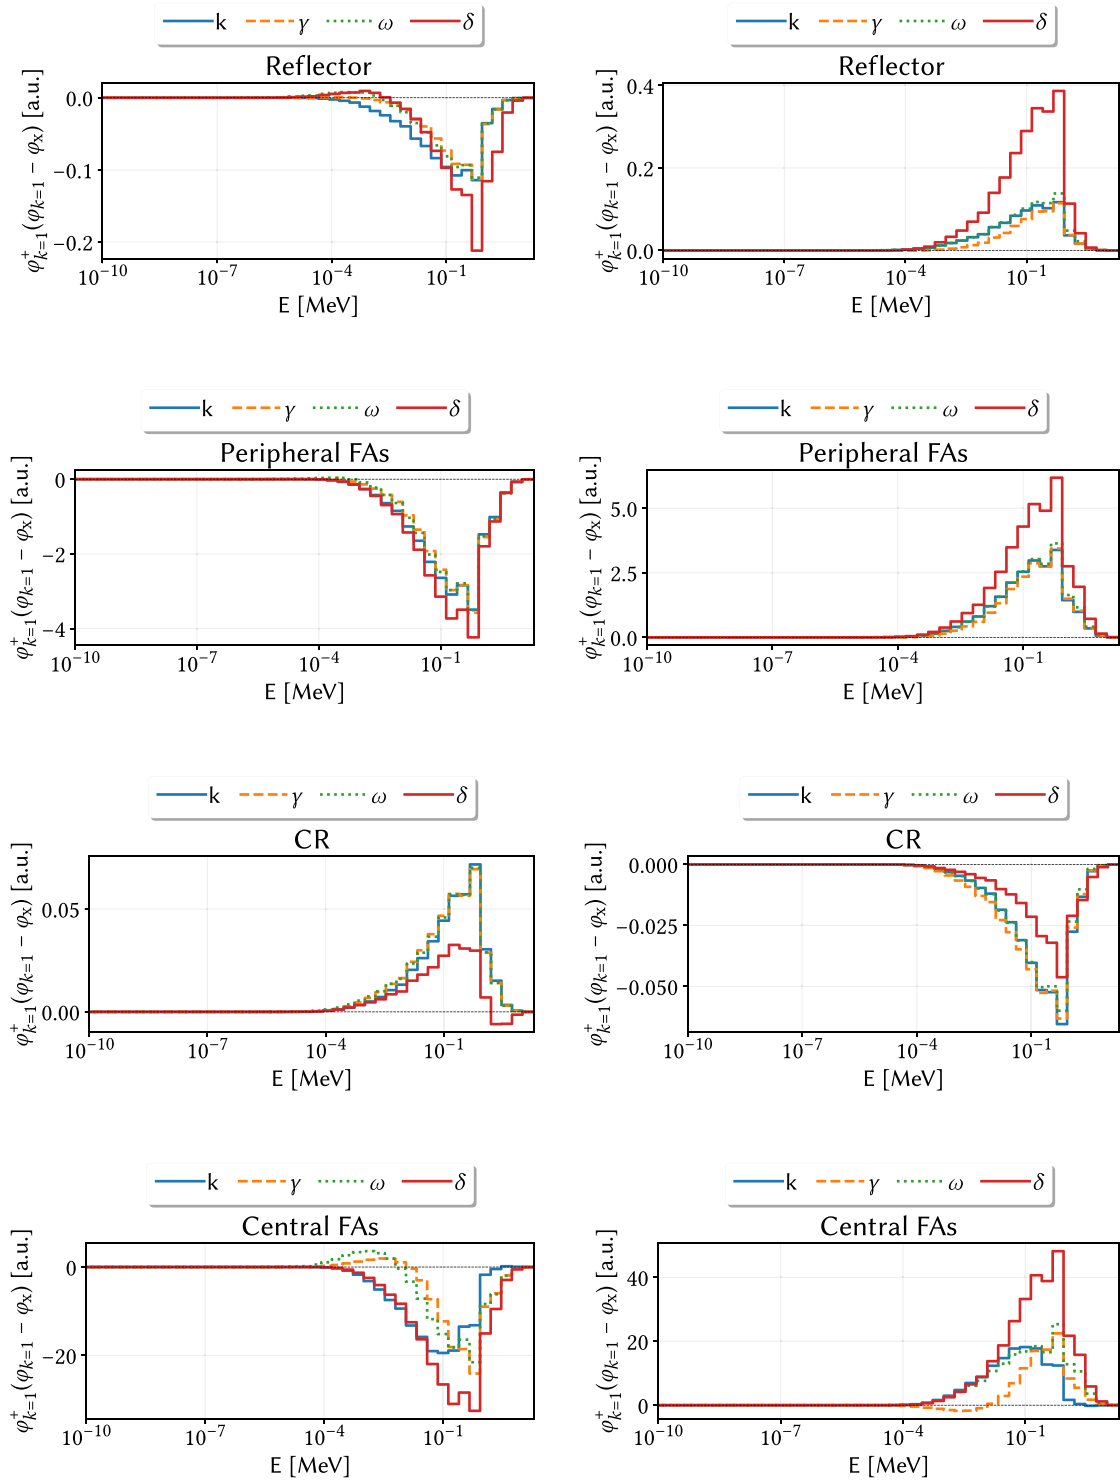 k γ ω δ
Reflector
φ⁺ₖ₌₁(φₖ₌₁ − φₓ) [a.u.]
0.0
−0.1
−0.2
10⁻¹⁰ 10⁻⁷ 10⁻⁴ 10⁻¹
E [MeV]
k γ ω δ
Reflector
φ⁺ₖ₌₁(φₖ₌₁ − φₓ) [a.u.]
0.4
0.2
0.0
10⁻¹⁰ 10⁻⁷ 10⁻⁴ 10⁻¹
E [MeV]
k γ ω δ
Peripheral FAs
φ⁺ₖ₌₁(φₖ₌₁ − φₓ) [a.u.]
0
−2
−4
10⁻¹⁰ 10⁻⁷ 10⁻⁴ 10⁻¹
E [MeV]
k γ ω δ
Peripheral FAs
φ⁺ₖ₌₁(φₖ₌₁ − φₓ) [a.u.]
5.0
2.5
0.0
10⁻¹⁰ 10⁻⁷ 10⁻⁴ 10⁻¹
E [MeV]
k γ ω δ
CR
φ⁺ₖ₌₁(φₖ₌₁ − φₓ) [a.u.]
0.05
0.00
10⁻¹⁰ 10⁻⁷ 10⁻⁴ 10⁻¹
E [MeV]
k γ ω δ
CR
φ⁺ₖ₌₁(φₖ₌₁ − φₓ) [a.u.]
0.000
−0.025
−0.050
10⁻¹⁰ 10⁻⁷ 10⁻⁴ 10⁻¹
E [MeV]
k γ ω δ
Central FAs
φ⁺ₖ₌₁(φₖ₌₁ − φₓ) [a.u.]
0
−20
10⁻¹⁰ 10⁻⁷ 10⁻⁴ 10⁻¹
E [MeV]
k γ ω δ
Central FAs
φ⁺ₖ₌₁(φₖ₌₁ − φₓ) [a.u.]
40
20
0
10⁻¹⁰ 10⁻⁷ 10⁻⁴ 10⁻¹
E [MeV]